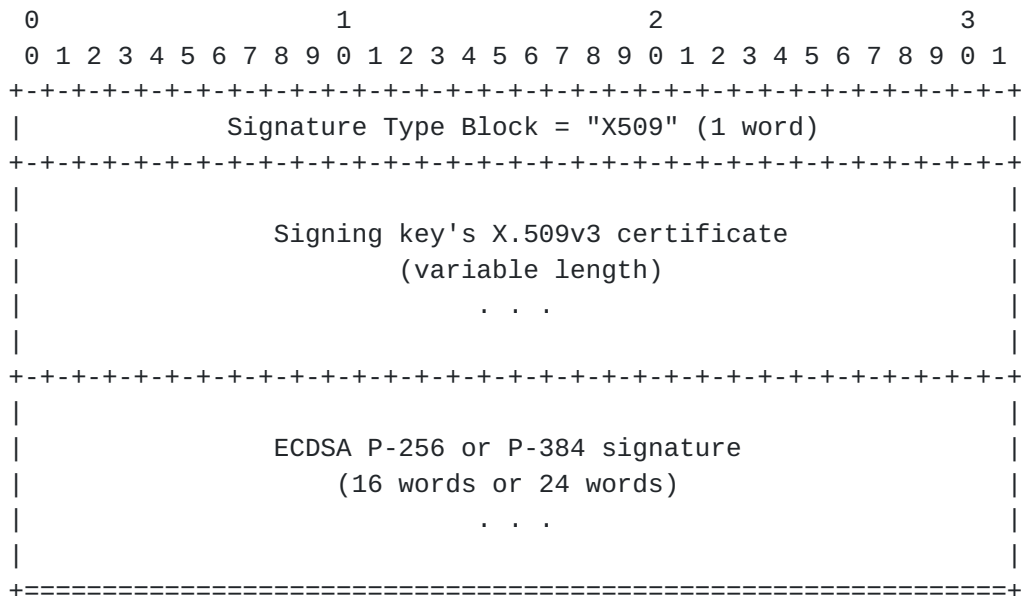 0                   1                   2                   3
 0 1 2 3 4 5 6 7 8 9 0 1 2 3 4 5 6 7 8 9 0 1 2 3 4 5 6 7 8 9 0 1
+-+-+-+-+-+-+-+-+-+-+-+-+-+-+-+-+-+-+-+-+-+-+-+-+-+-+-+-+-+-+-+-+
|             Signature Type Block = "X509" (1 word)            |
+-+-+-+-+-+-+-+-+-+-+-+-+-+-+-+-+-+-+-+-+-+-+-+-+-+-+-+-+-+-+-+-+
|                                                               |
|                Signing key's X.509v3 certificate              |
|                        (variable length)                      |
|                             . . .                             |
|                                                               |
+-+-+-+-+-+-+-+-+-+-+-+-+-+-+-+-+-+-+-+-+-+-+-+-+-+-+-+-+-+-+-+-+
|                                                               |
|                ECDSA P-256 or P-384 signature                 |
|                    (16 words or 24 words)                     |
|                             . . .                             |
|                                                               |
+===============================================================+